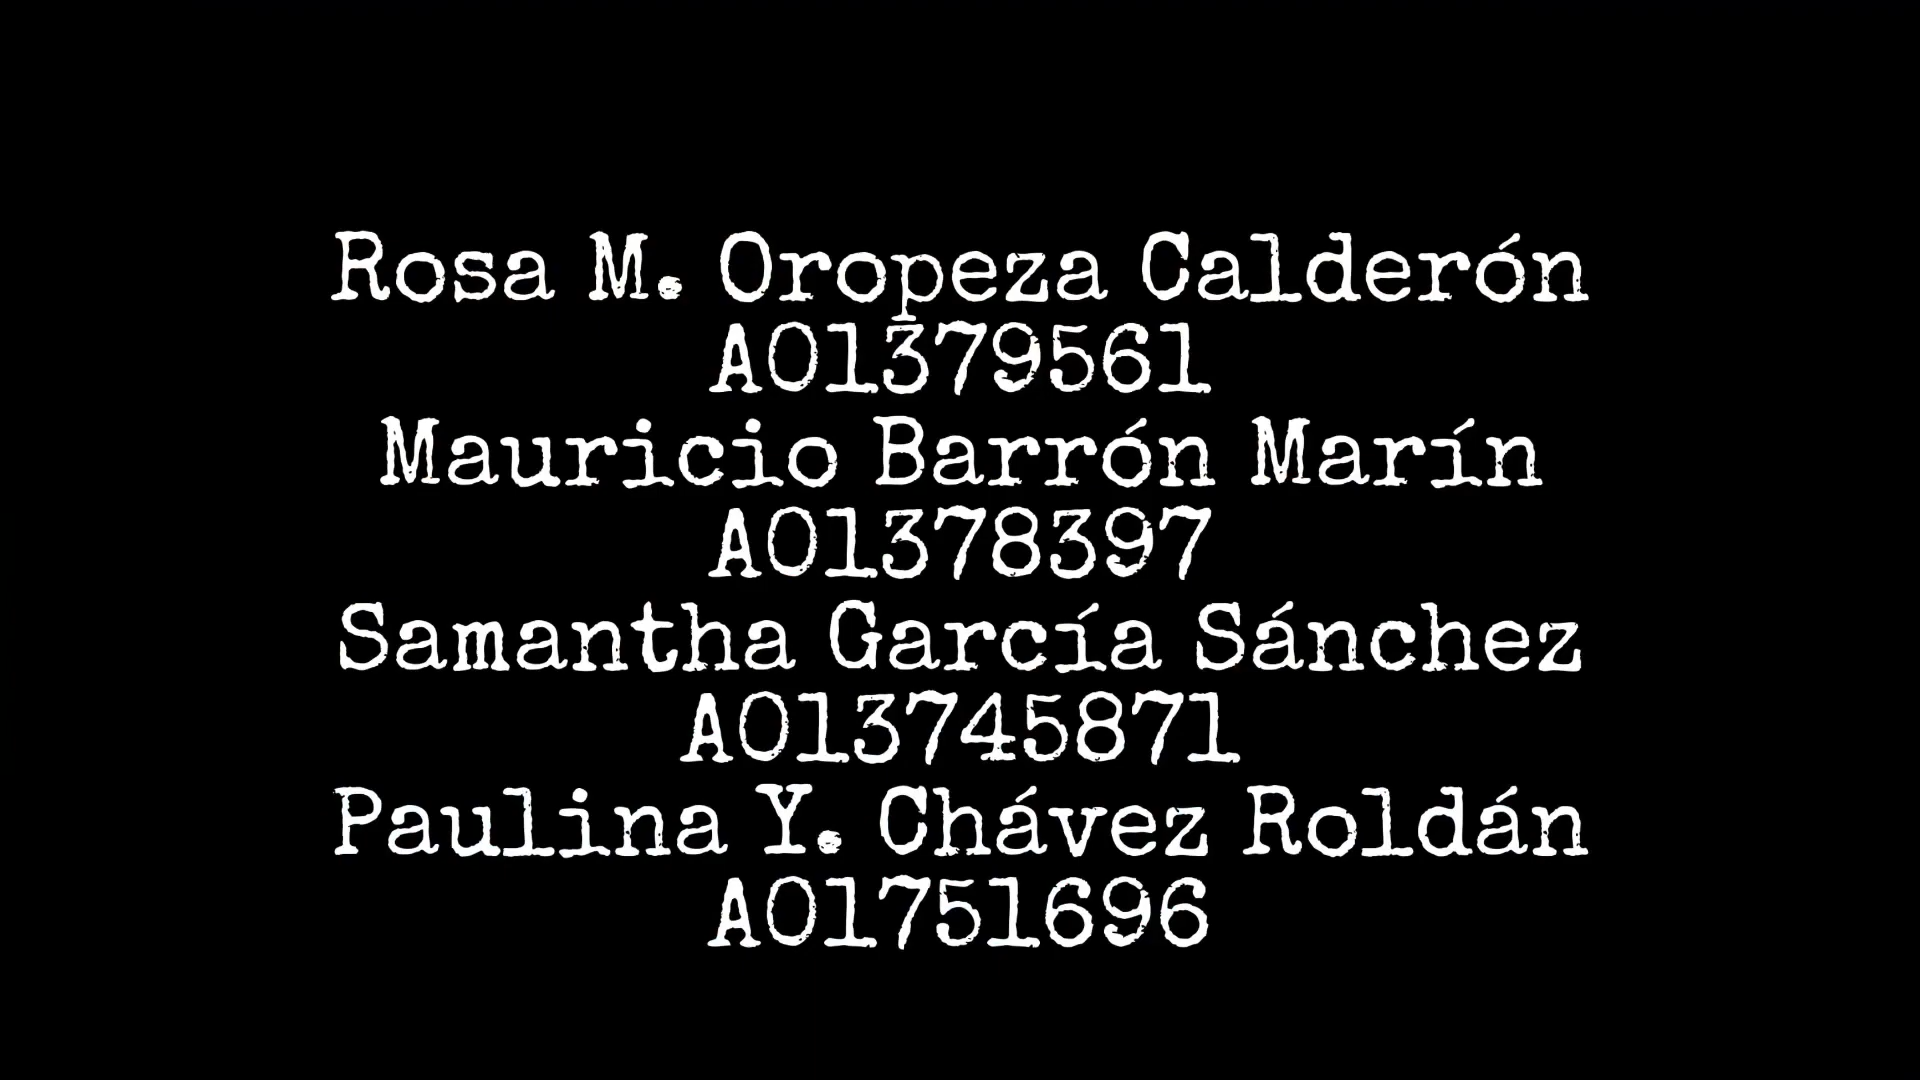 Rosa M. Oropeza Calderón
A01379561
Mauricio Barrón Marín
A01378397
Samantha García Sánchez
A013745871
Paulina Y. Chávez Roldán
A01751696